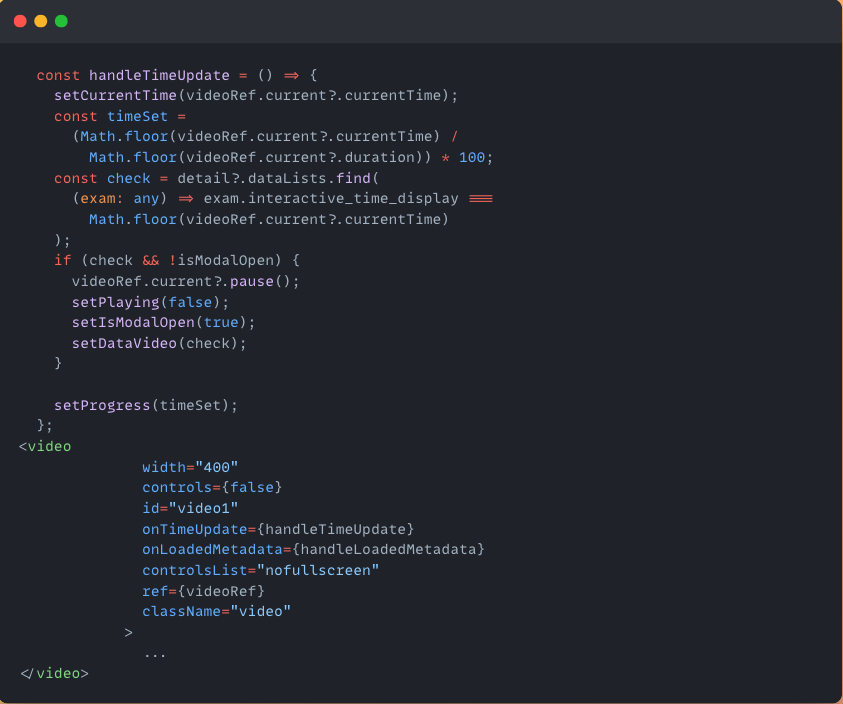 const handleTimeUpdate = () => {
setCurrentTime(videoRef.current?.currentTime);
const timeSet =
(Math.floor(videoRef.current?.currentTime) /
Math.floor(videoRef.current?.duration)) * 100;
const check = detail?.dataLists.find(
(exam: any) => exam.interactive_time_display ===
Math.floor(videoRef.current?.currentTime)
);
if (check && !isModalOpen) {
videoRef.current?.pause();
setPlaying(false);
setIsModalOpen(true);
setDataVideo(check);
}
setProgress(timeSet);
};
<video
width="400"
controls={false}
id="video1"
onTimeUpdate={handleTimeUpdate}
onLoadedMetadata={handleLoadedMetadata}
controlsList="nofullscreen"
ref={videoRef}
className="video"
>
...
</video>